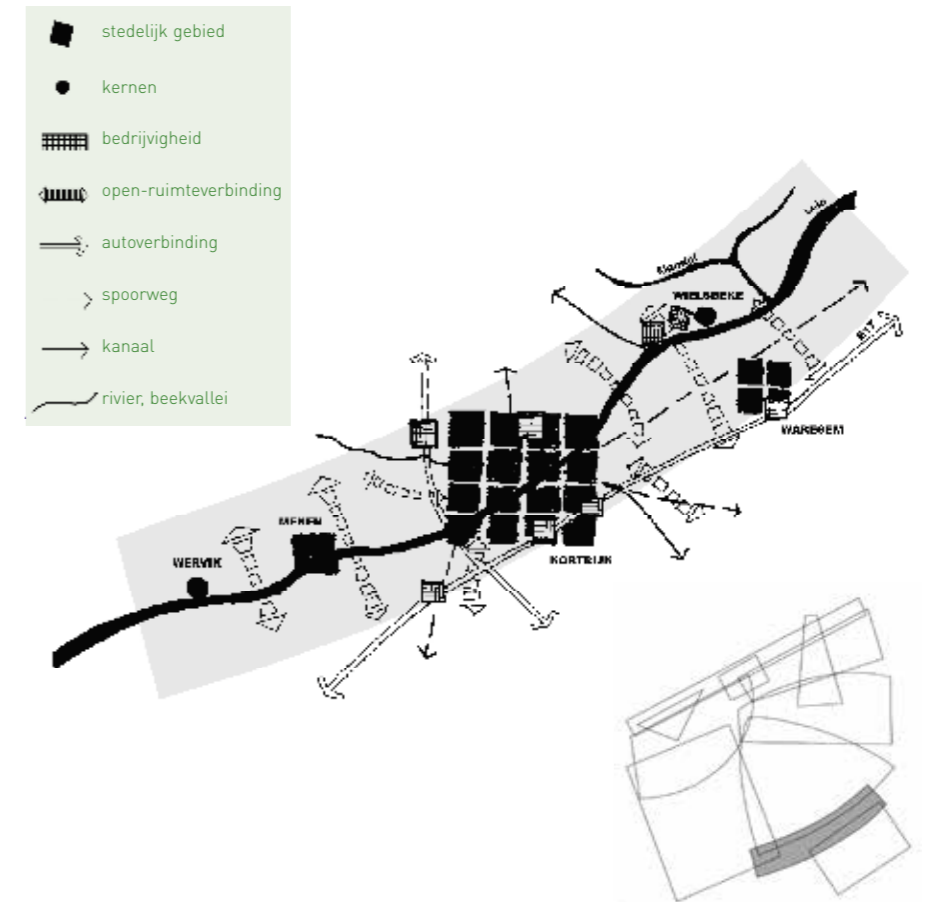 stedelijk gebied
kernen
bedrijvigheid
open-ruimteverbinding
autoverbinding
spoorweg
kanaal
rivier, beekvallei
WIELSBEKE
E17
WAREGEM
MENEN
WERVIK
KORTRIJK